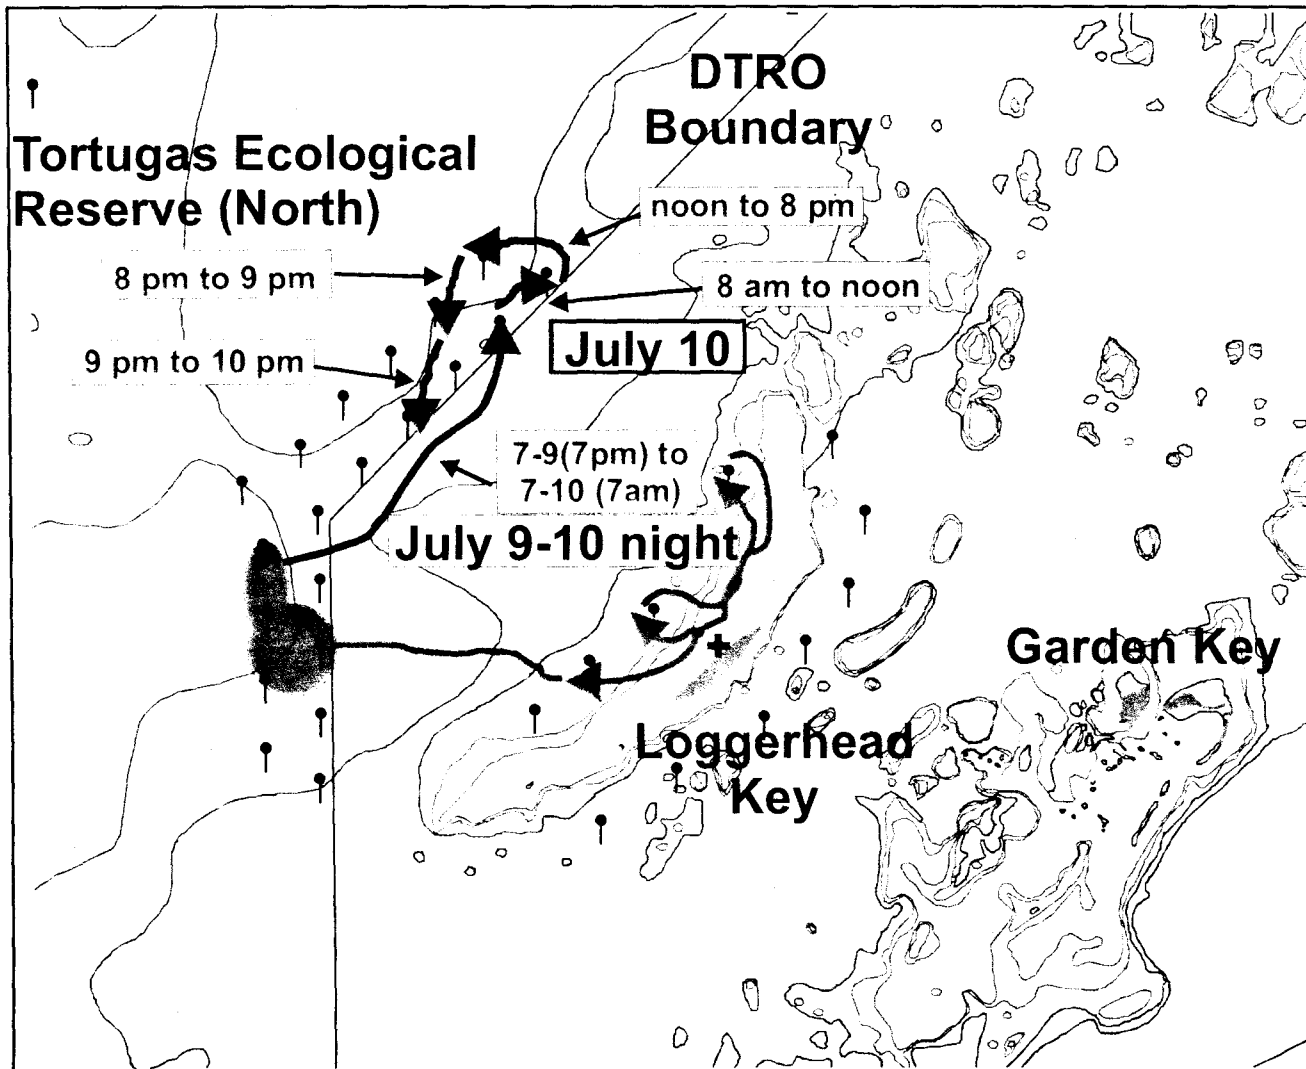 DTRO
Boundary
Tortugas Ecological
Reserve (North)
noon to 8 pm
8 pm to 9 pm
8 am to noon
July 10
9 pm to 10 pm
7-9(7pm) to
7-10 (7am)
July 9-10 night
Garden Key
Loggerhead
Key